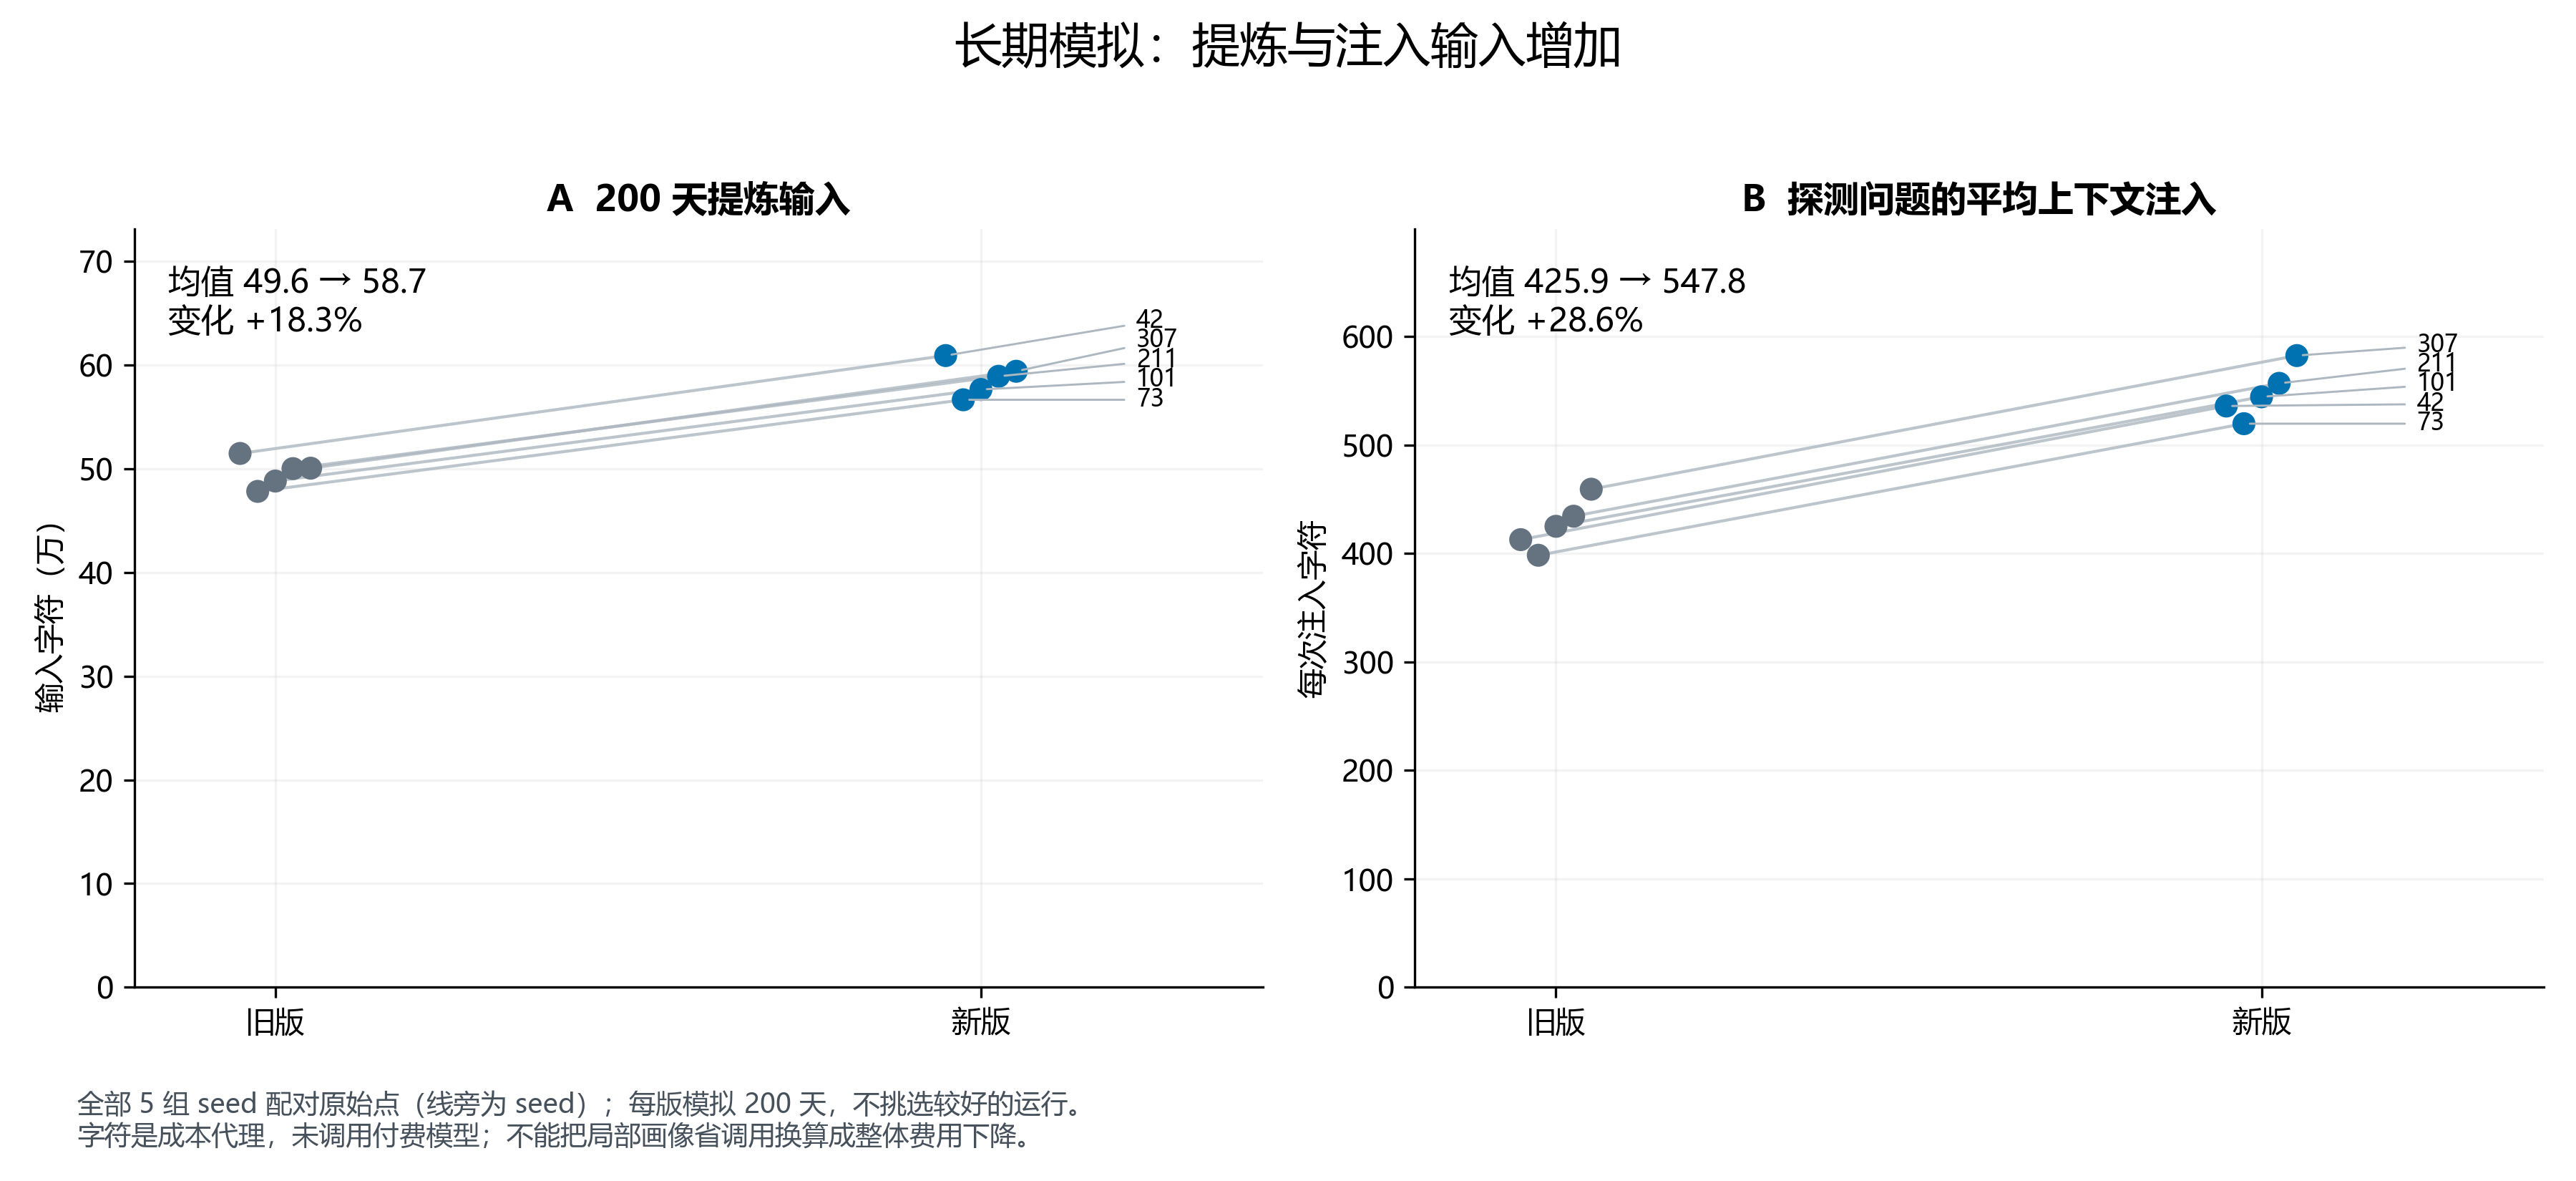 长期模拟：提炼与注入输入增加
A  200 天提炼输入
均值 49.6 → 58.7
变化 +18.3%
输入字符（万）
70
60
50
40
30
20
10
0
42
307
211
101
73
旧版
新版
B  探测问题的平均上下文注入
均值 425.9 → 547.8
变化 +28.6%
每次注入字符
600
500
400
300
200
100
0
307
211
101
42
73
旧版
新版
全部 5 组 seed 配对原始点（线旁为 seed）；每版模拟 200 天，不挑选较好的运行。
字符是成本代理，未调用付费模型；不能把局部画像省调用换算成整体费用下降。